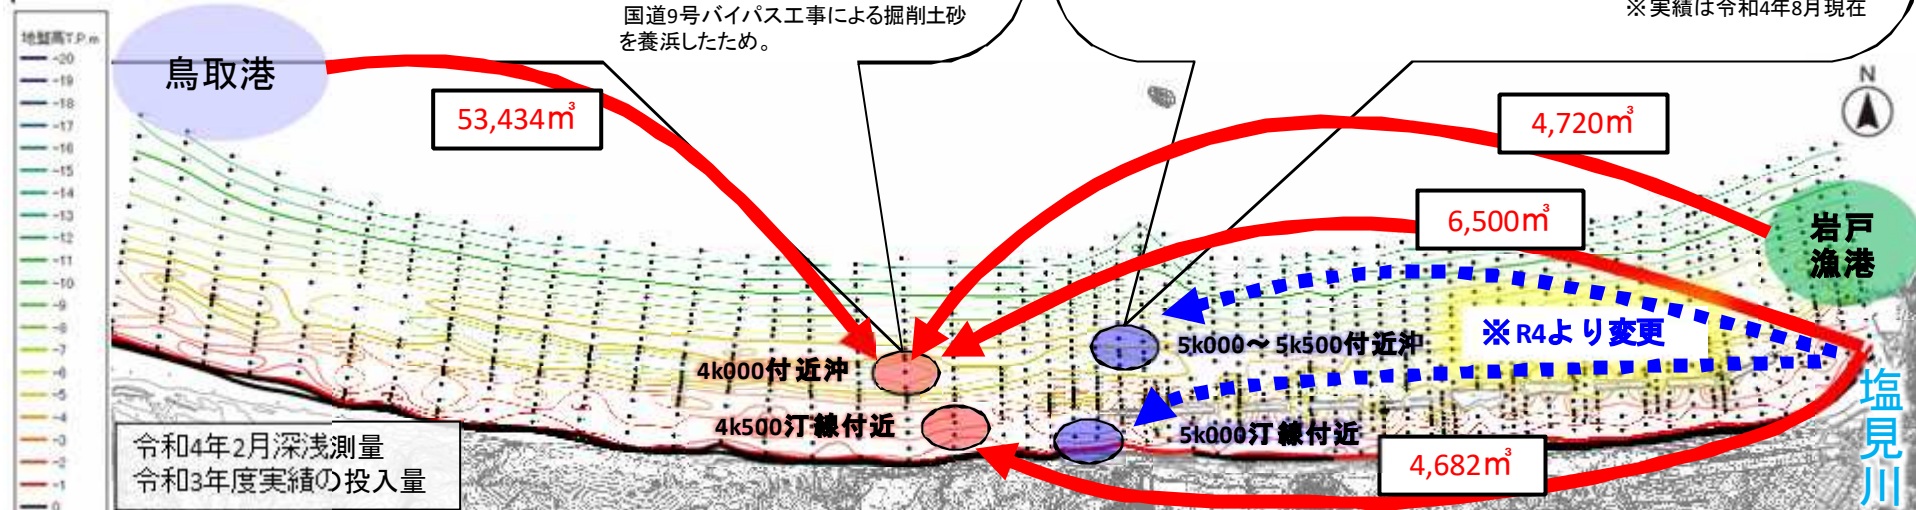 国道9号バイパス工事による掘削土砂
を養浜したため。
※実績は令和4年8月現在
地盤高T.P.m
-20
-19
-18
-17
-16
-15
-14
-13
-12
-11
-10
-9
-8
-7
-6
-5
-4
-3
-2
-1
0
鳥取港
53,434㎥
4,720㎥
6,500㎥
N
岩戸
漁港
※R4より変更
5k000～5k500付近沖
4k000付近沖
4k500汀線付近
5k000汀線付近
4,682㎥
塩見川
令和4年2月深浅測量
令和3年度実績の投入量